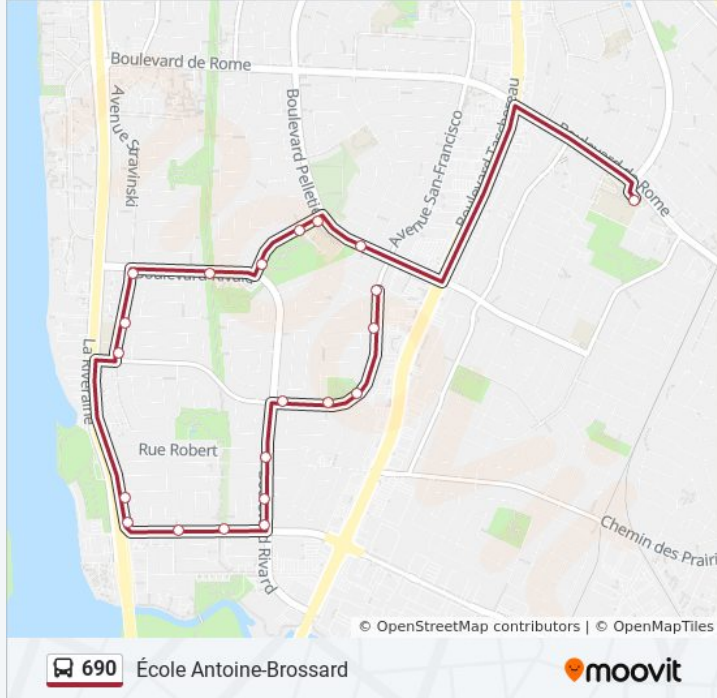 Boulevard de Rome
Avenue Stravinski
Boulevard Pelletie
Avenue San-Francisco
Boulevard Taschereau
Boulevard de Rome
La Riveraine
Rue Robert
d Rivard
Chemin des Prairi
© OpenStreetMap contributors | © OpenMapTiles
690 École Antoine-Brossard
moovit